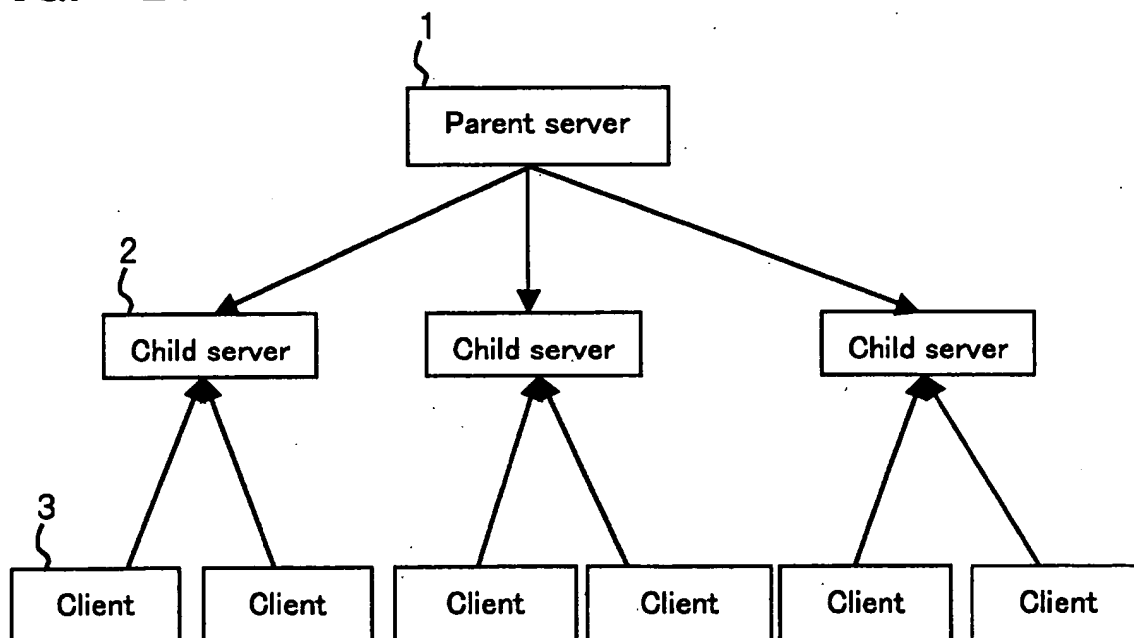 1
Parent server
2
Child server Child server Child server
3
Client Client Client Client Client Client